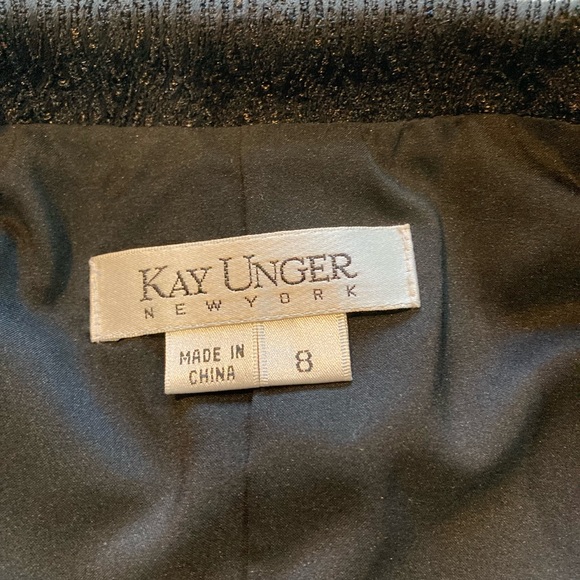 KAY UNGER
NEW YORK
MADE IN
CHINA
8